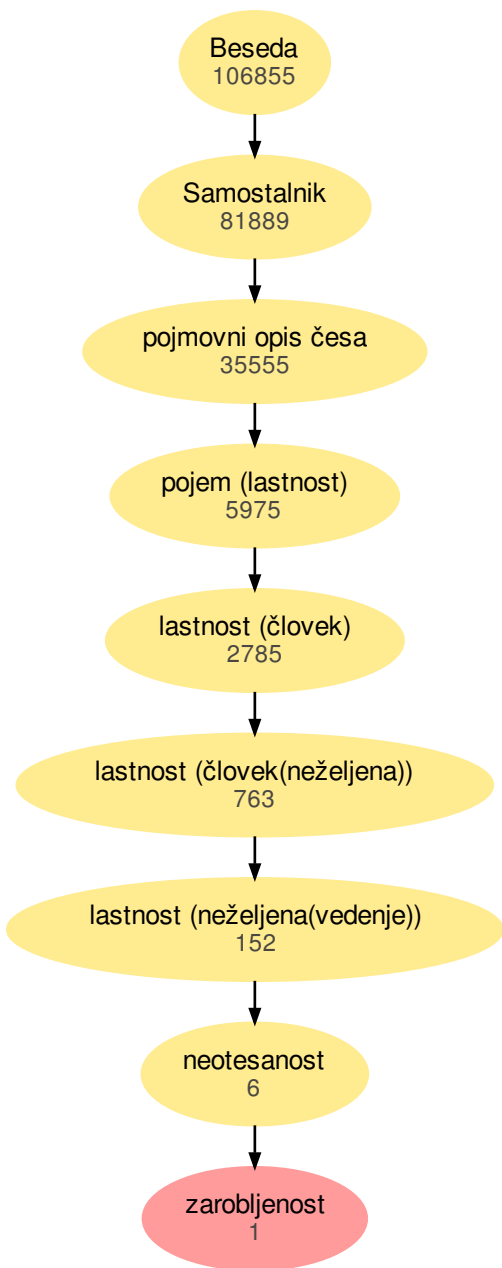 Beseda
106855
Samostalnik
81889
pojmovni opis česa
35555
pojem (lastnost)
5975
lastnost (človek)
2785
lastnost (človek(neželjena))
763
lastnost (neželjena(vedenje))
152
neotesanost
6
zarobljenost
1